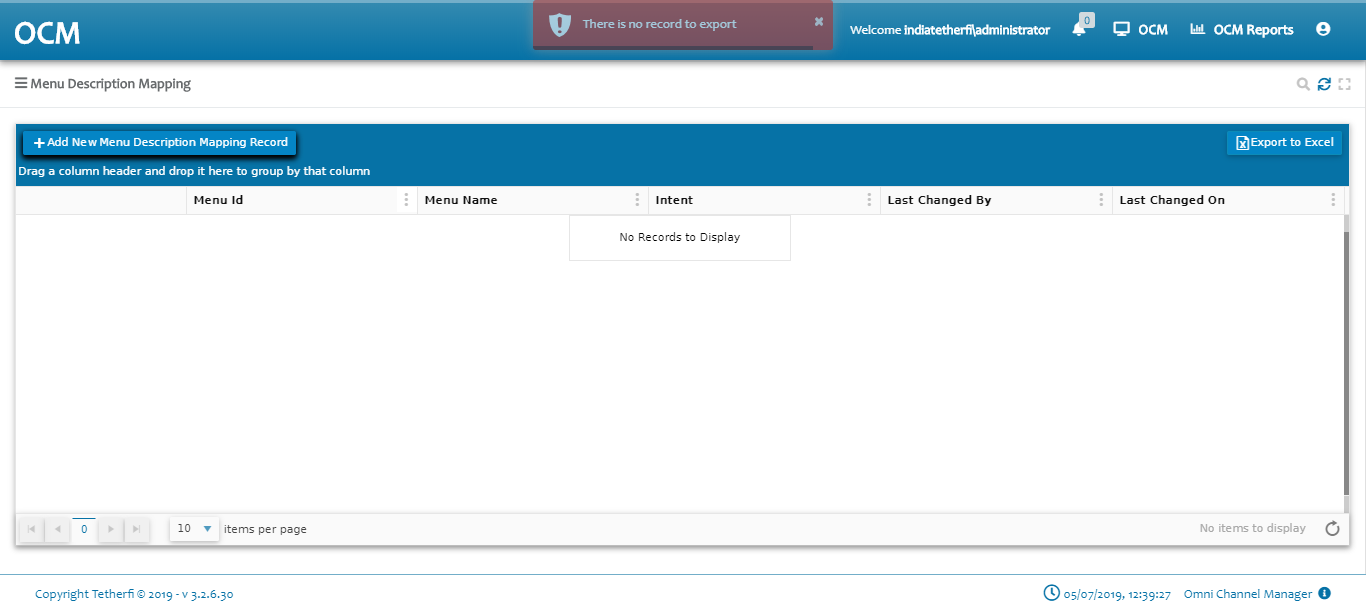 OCM
There is no record to export
Welcome indiatetherfi\administrator
0
OCM
OCM Reports
Menu Description Mapping
Add New Menu Description Mapping Record
Export to Excel
Drag a column header and drop it here to group by that column
Menu Id
Menu Name
Intent
Last Changed By
Last Changed On
No Records to Display
0
10
items per page
No items to display
Copyright Tetherfi © 2019 - v 3.2.6.30
05/07/2019, 12:39:27
Omni Channel Manager